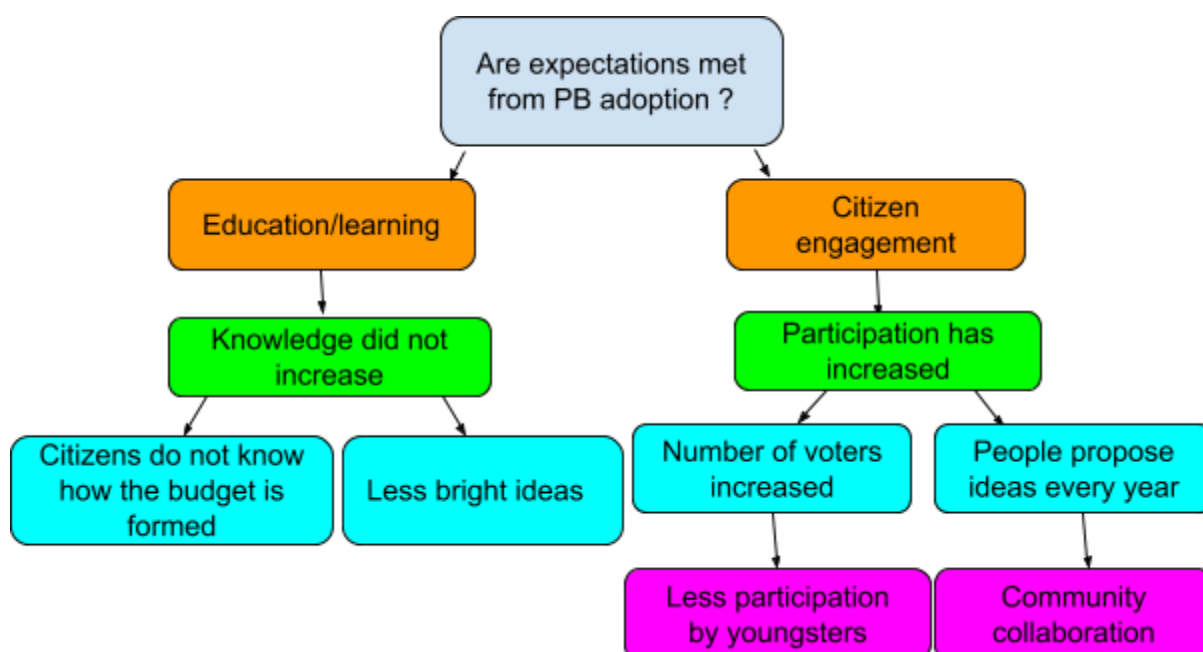 Are expectations met
from PB adoption ?
Education/learning
Citizen
engagement
Knowledge did not
increase
Participation has
increased
Citizens do not know
how the budget is
formed
Less bright ideas
Number of voters
increased
People propose
ideas every year
Less participation
by youngsters
Community
collaboration